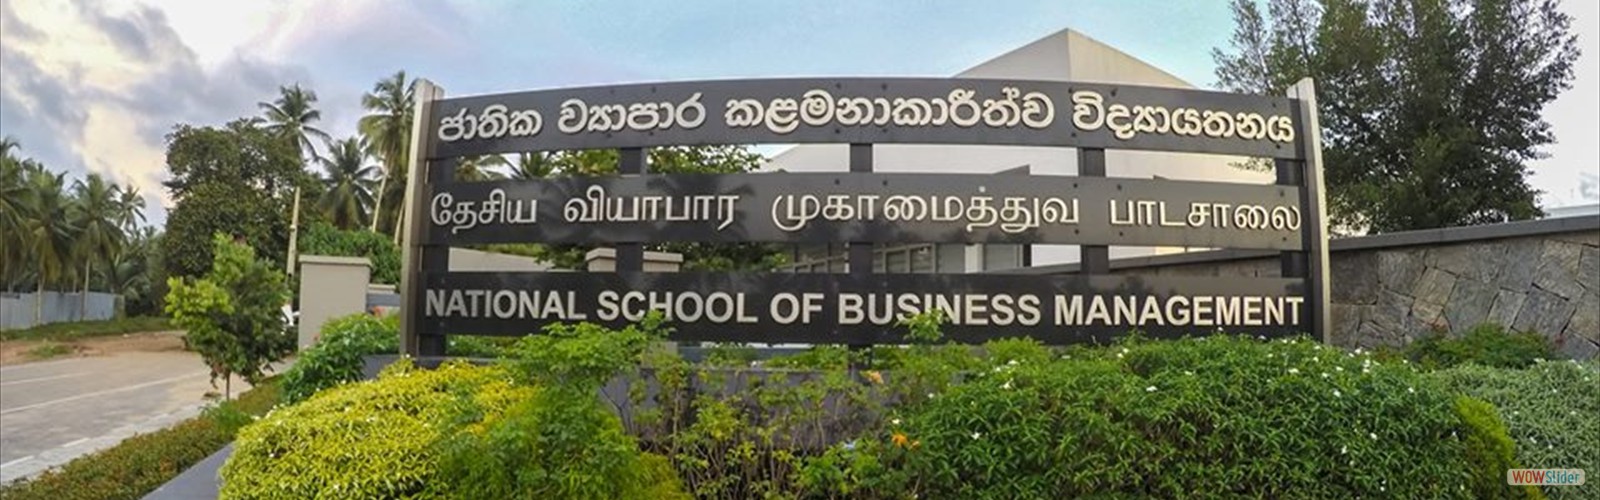 ජාතික ව්‍යාපාර කළමනාකාරීත්ව විද්‍යායතනය
தேசிய வியாபார முகாமைத்துவ பாடசாலை
NATIONAL SCHOOL OF BUSINESS MANAGEMENT
WOWSlider